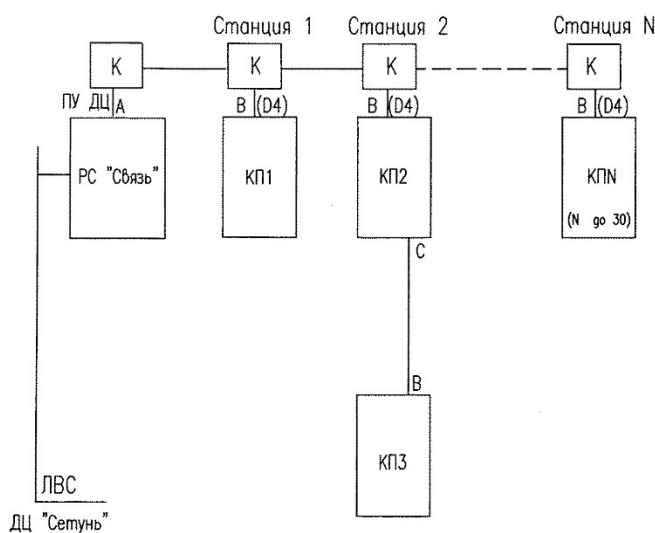 Станция 1
Станция 2
Станция N
К
К
К
К
ПУ ДЦ
А
В
(D4)
В
(D4)
В
(D4)
РС "Связь"
КП1
КП2
КПN
(N до 30)
С
В
КП3
ЛВС
ДЦ "Сетунь"